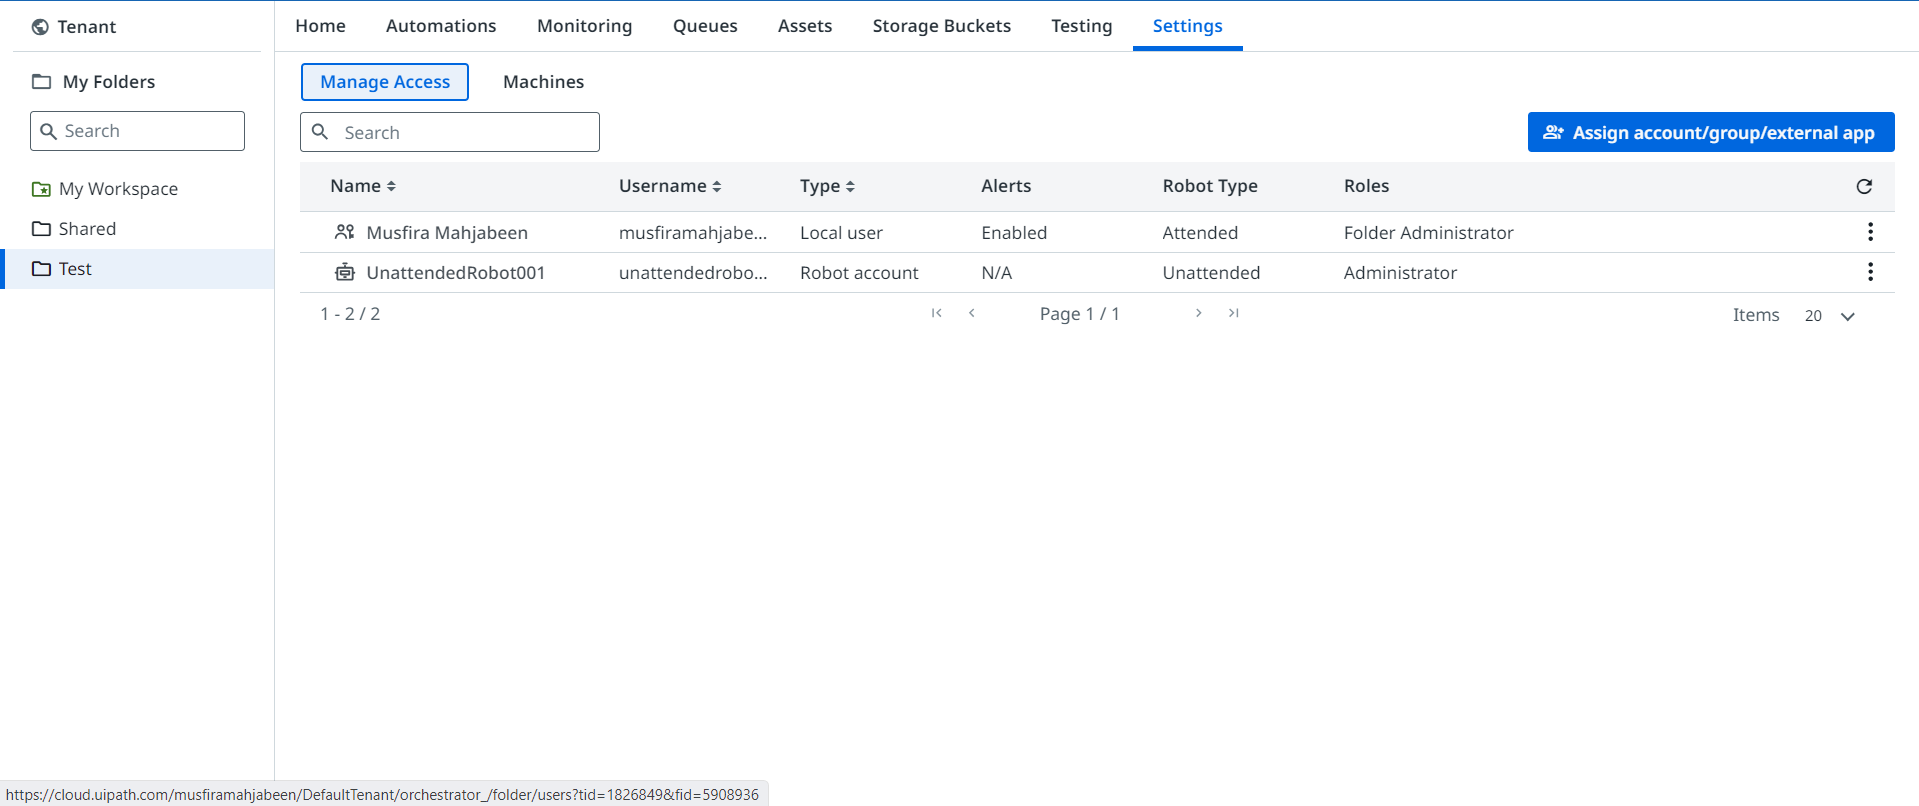 Tenant
My Folders
Search
My Workspace
Shared
Test
Home Automations Monitoring Queues Assets Storage Buckets Testing Settings
Manage Access Machines
Search
Assign account/group/external app
Name Username Type Alerts Robot Type Roles
Musfira Mahjabeen musfiramahjabe... Local user Enabled Attended Folder Administrator
UnattendedRobot001 unattendedrobo... Robot account N/A Unattended Administrator
1 - 2 / 2 Page 1 / 1 Items 20
https://cloud.uipath.com/musfiramahjabeen/DefaultTenant/orchestrator_/folder/users?tid=1826849&fid=5908936